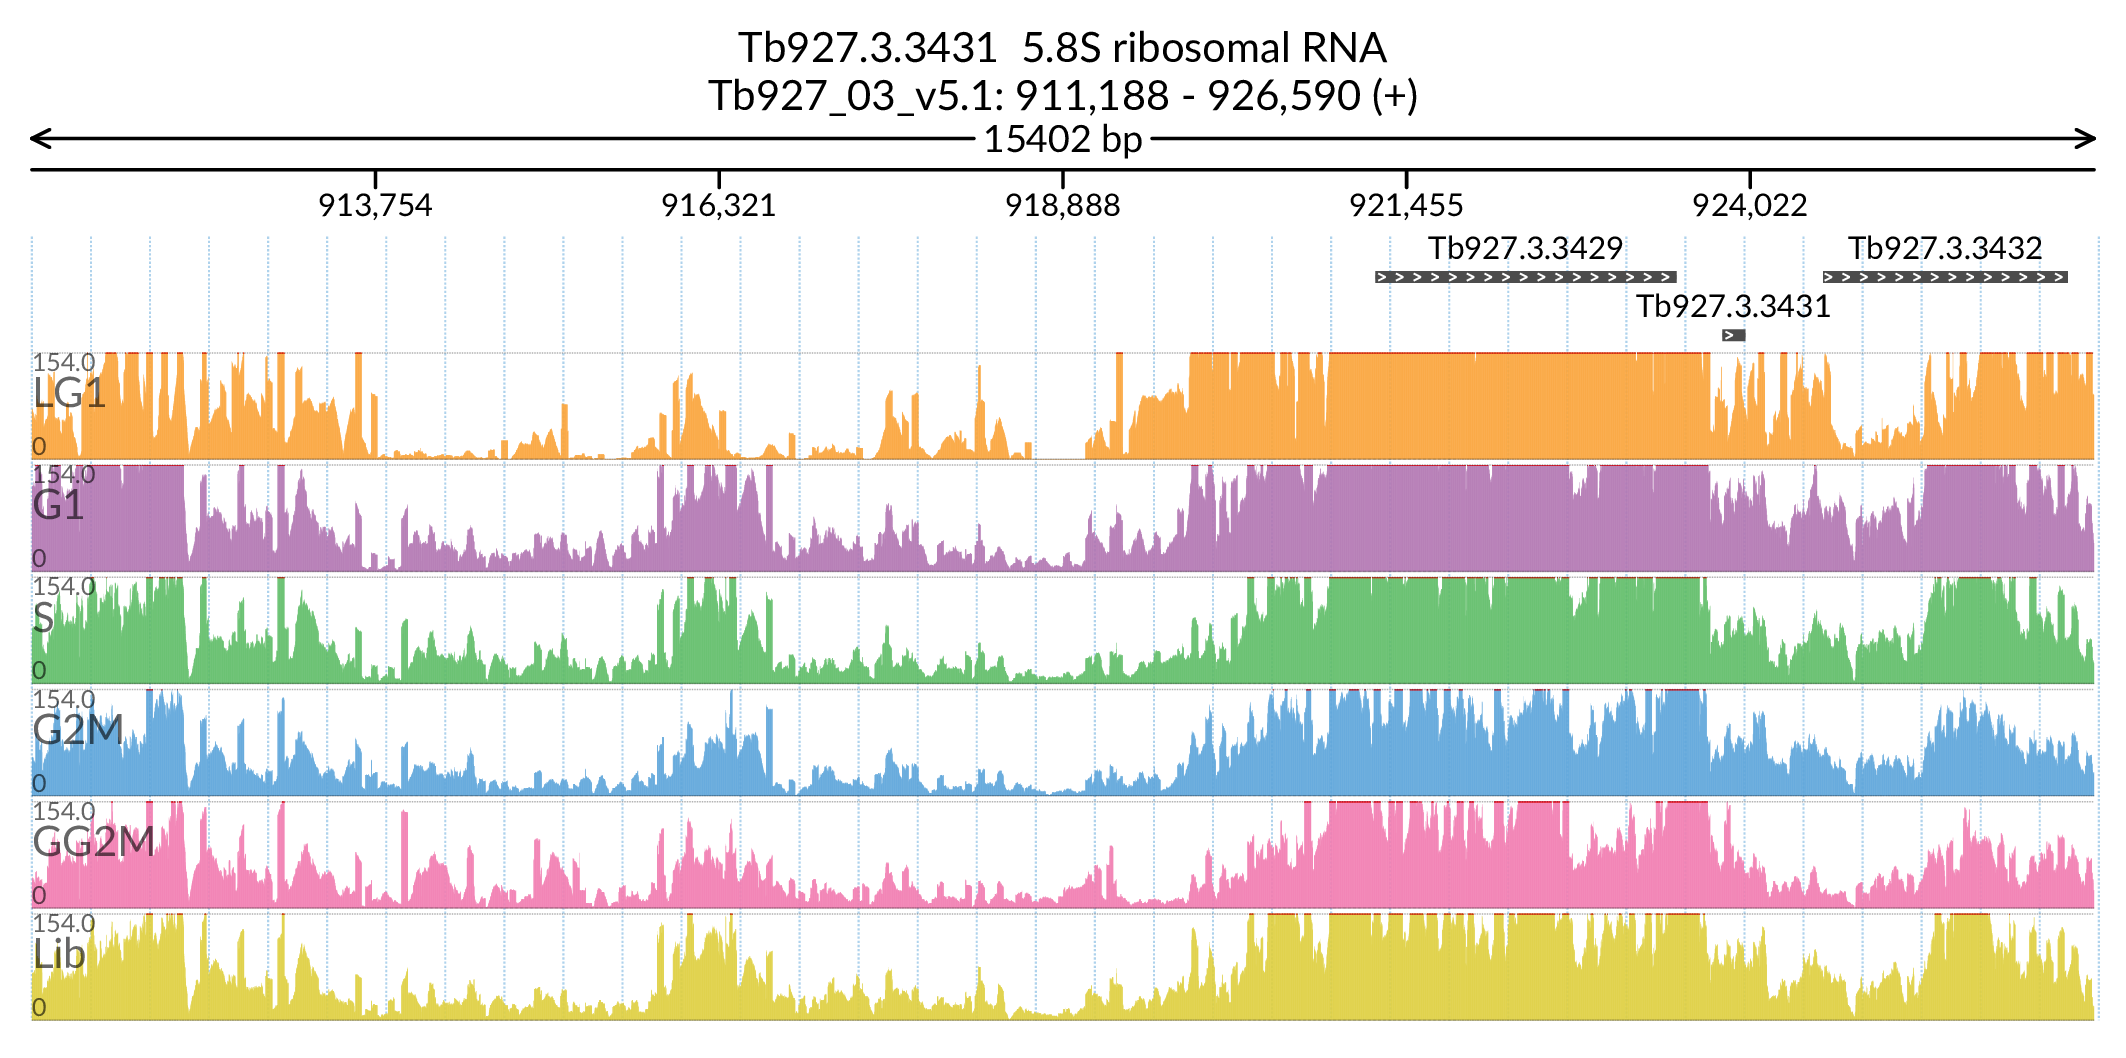 Tb927.3.3431 5.8S ribosomal RNA
Tb927_03_v5.1: 911,188 - 926,590 (+)
15402 bp
913,754 916,321 918,888 921,455 924,022
Tb927.3.3429 Tb927.3.3432
Tb927.3.3431
154.0
LG1
0
154.0
G1
0
154.0
S
0
154.0
G2M
0
154.0
GG2M
0
154.0
Lib
0